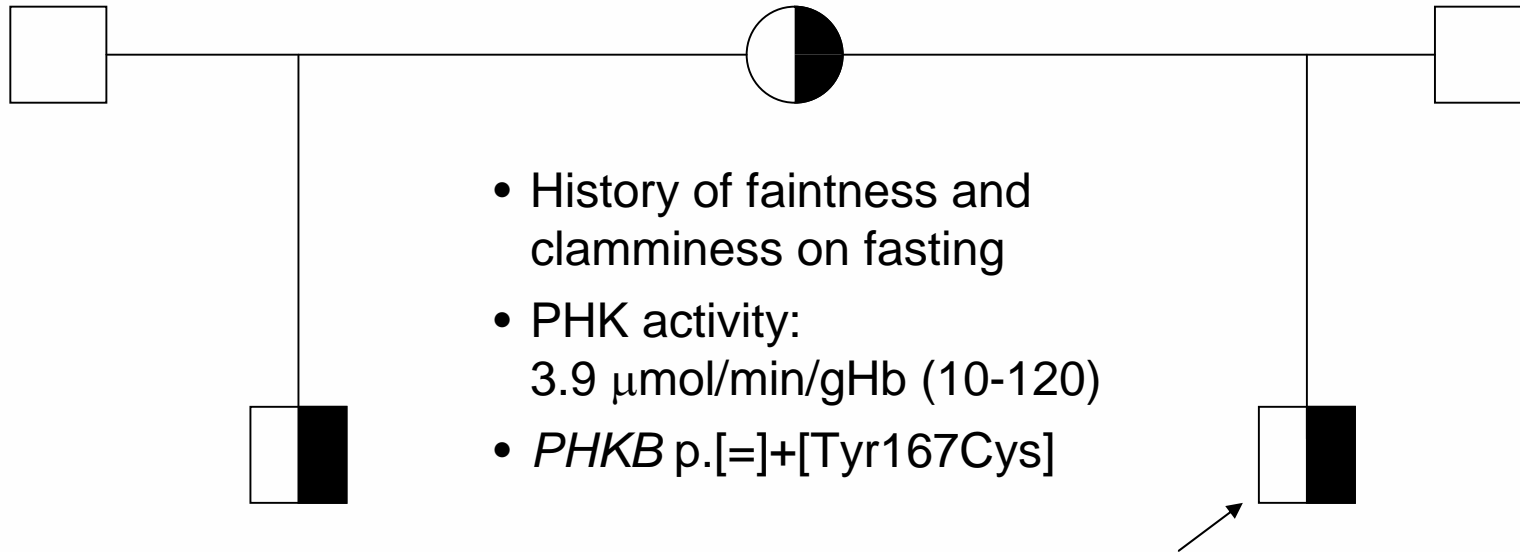 • History of faintness and
clamminess on fasting
• PHK activity:
3.9 μmol/min/gHb (10-120)
• PHKB p.[=]+[Tyr167Cys]